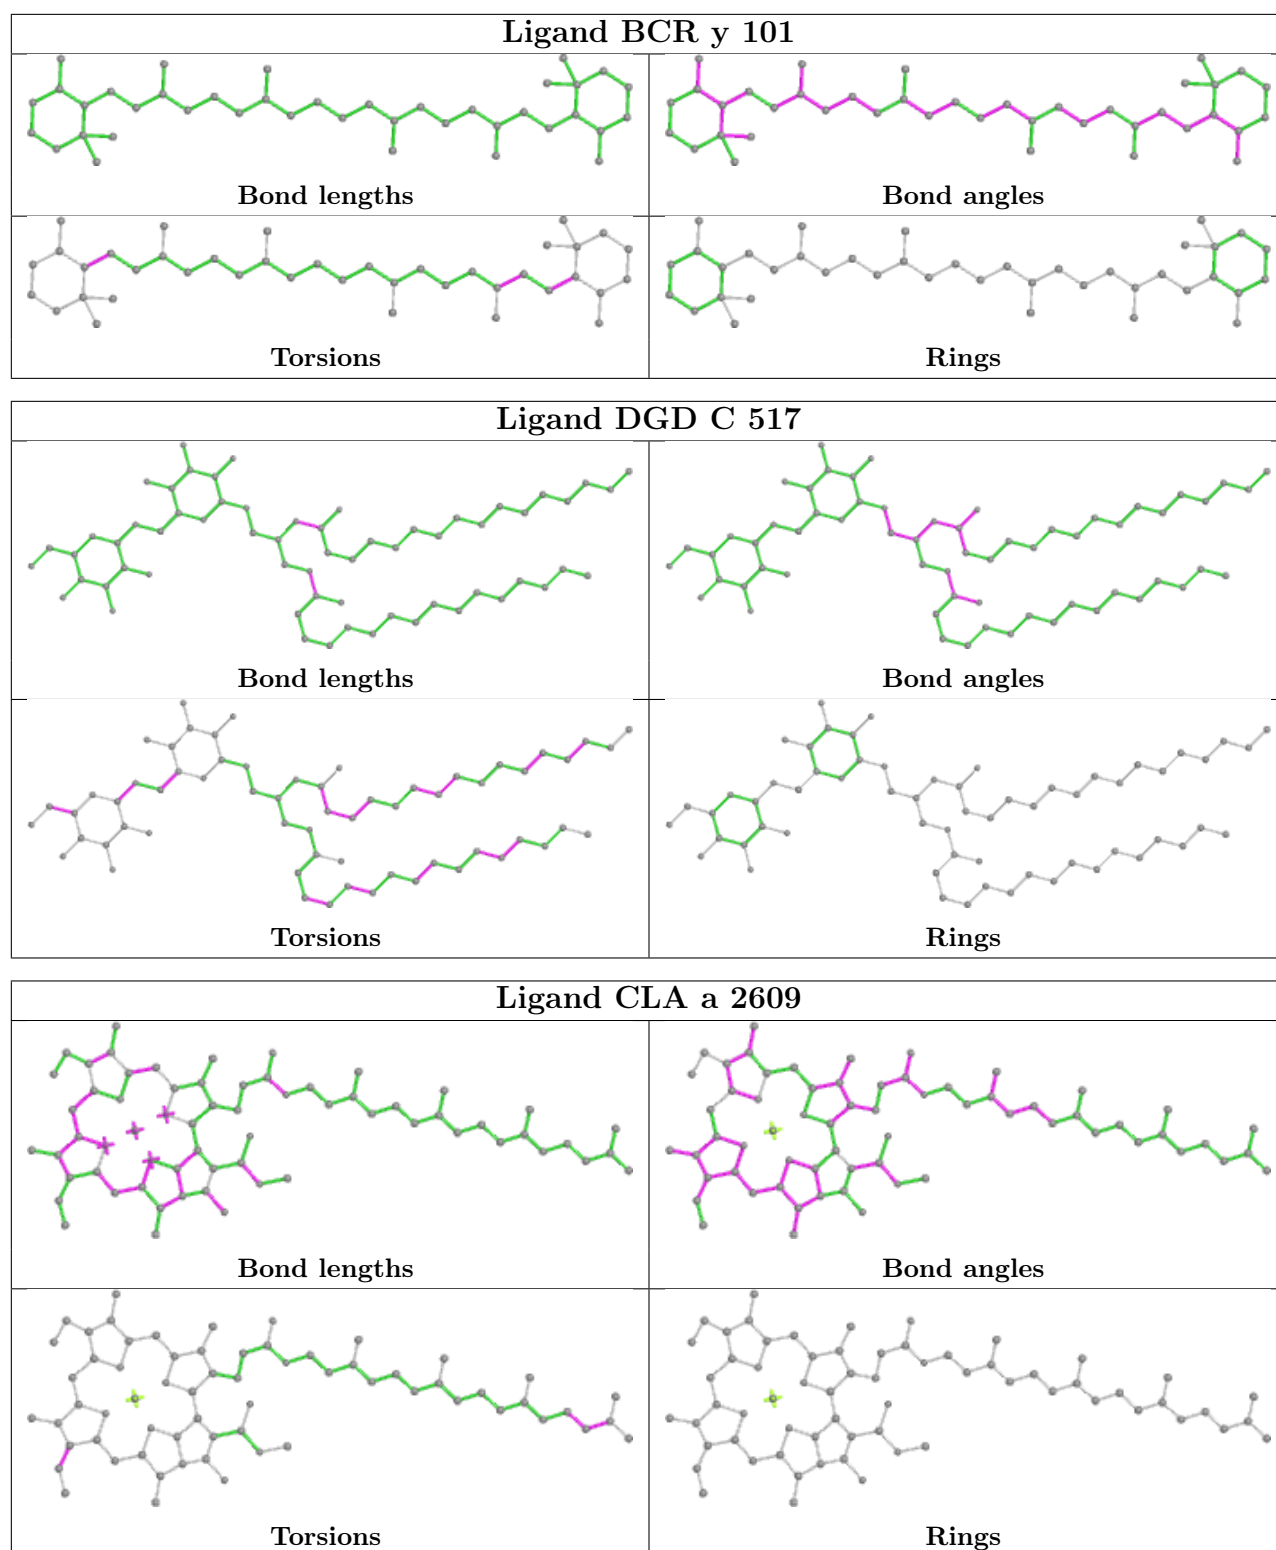 Ligand BCR y 101
Bond lengths
Bond angles
Torsions
Rings
Ligand DGD C 517
Bond lengths
Bond angles
Torsions
Rings
Ligand CLA a 2609
Bond lengths
Bond angles
Torsions
Rings